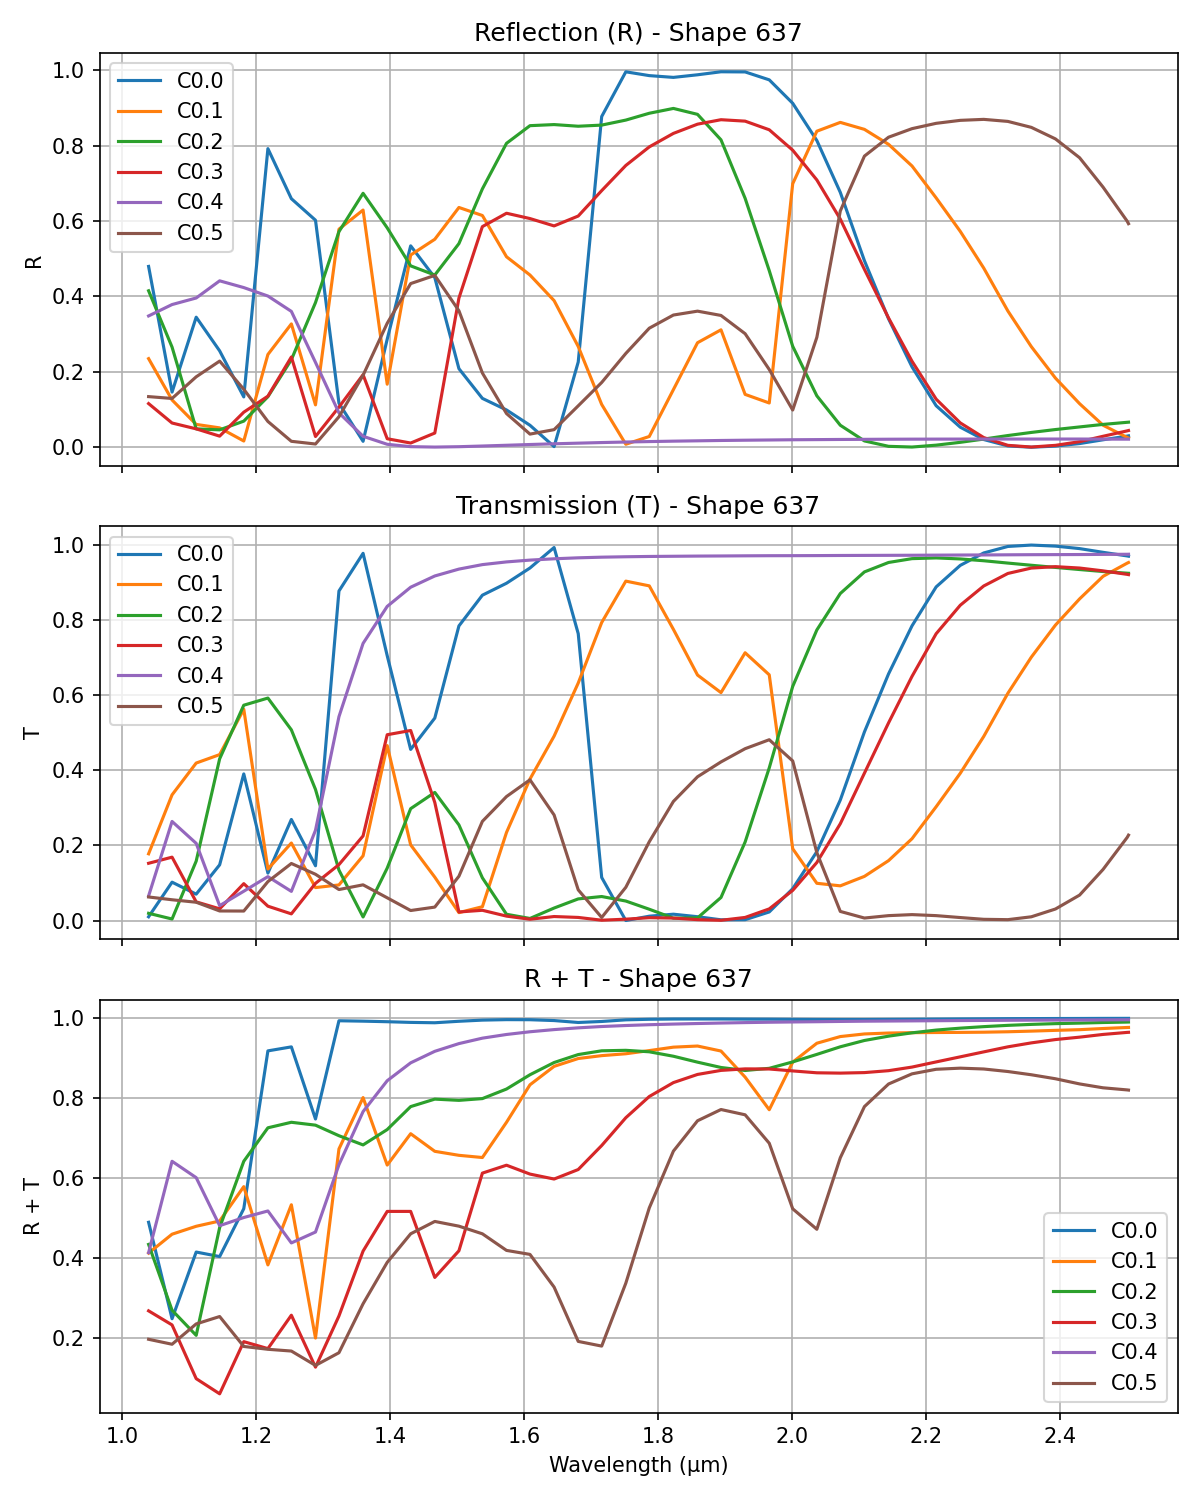 Reflection (R) - Shape 637
1.0
0.8
0.6
0.4
0.2
0.0
R
C0.0
C0.1
C0.2
C0.3
C0.4
C0.5
Transmission (T) - Shape 637
1.0
0.8
0.6
0.4
0.2
0.0
T
C0.0
C0.1
C0.2
C0.3
C0.4
C0.5
R + T - Shape 637
1.0
0.8
0.6
0.4
0.2
R + T
C0.0
C0.1
C0.2
C0.3
C0.4
C0.5
1.0 1.2 1.4 1.6 1.8 2.0 2.2 2.4
Wavelength (μm)